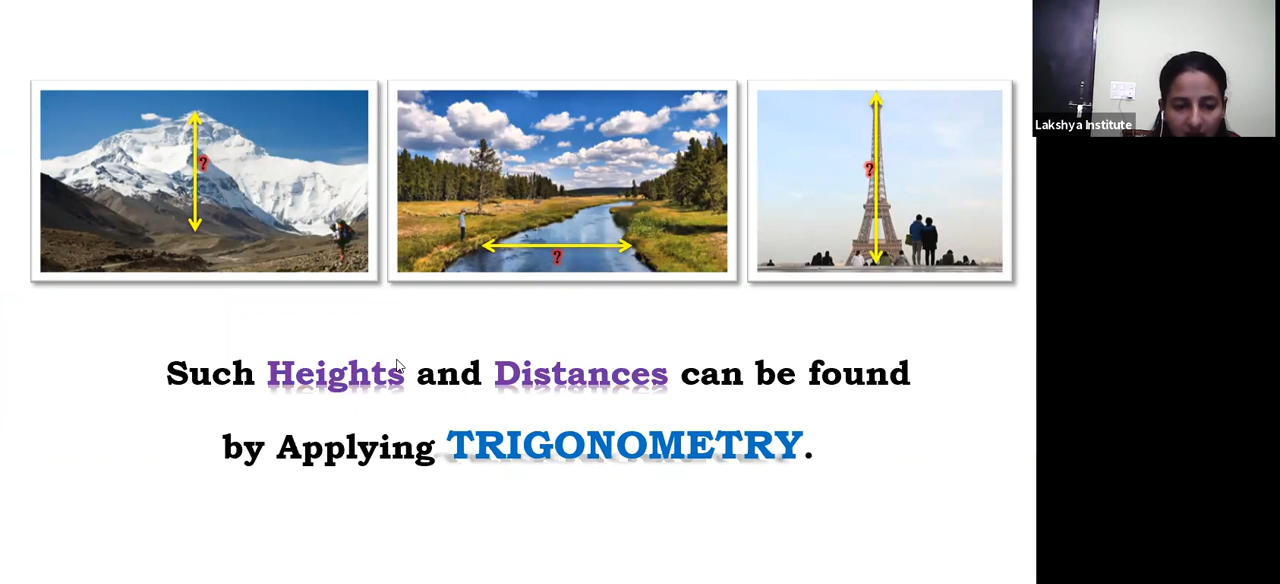 ?
?
?
Lakshya Institute
Such Heights and Distances can be found
by Applying TRIGONOMETRY.